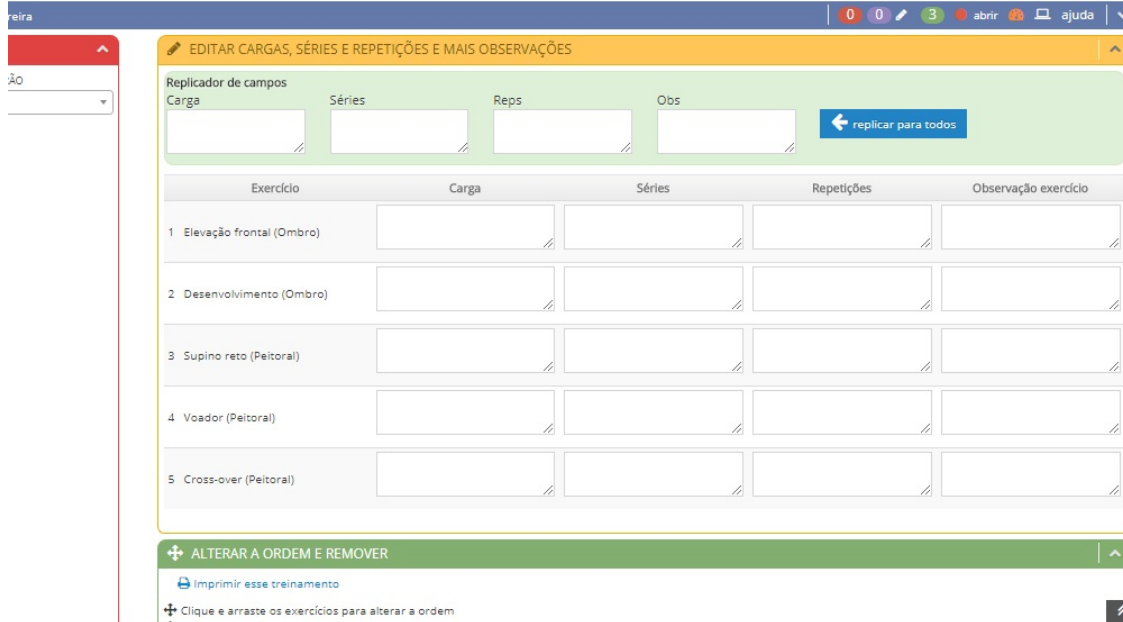 reira
0 0 3 abrir ajuda
ÇÃO
EDITAR CARGAS, SÉRIES E REPETIÇÕES E MAIS OBSERVAÇÕES
Replicador de campos
Carga Séries Reps Obs
replicar para todos
Exercício Carga Séries Repetições Observação exercício
1 Elevação frontal (Ombro)
2 Desenvolvimento (Ombro)
3 Supino reto (Peitoral)
4 Voador (Peitoral)
5 Cross-over (Peitoral)
ALTERAR A ORDEM E REMOVER
Imprimir esse treinamento
Clique e arraste os exercícios para alterar a ordem